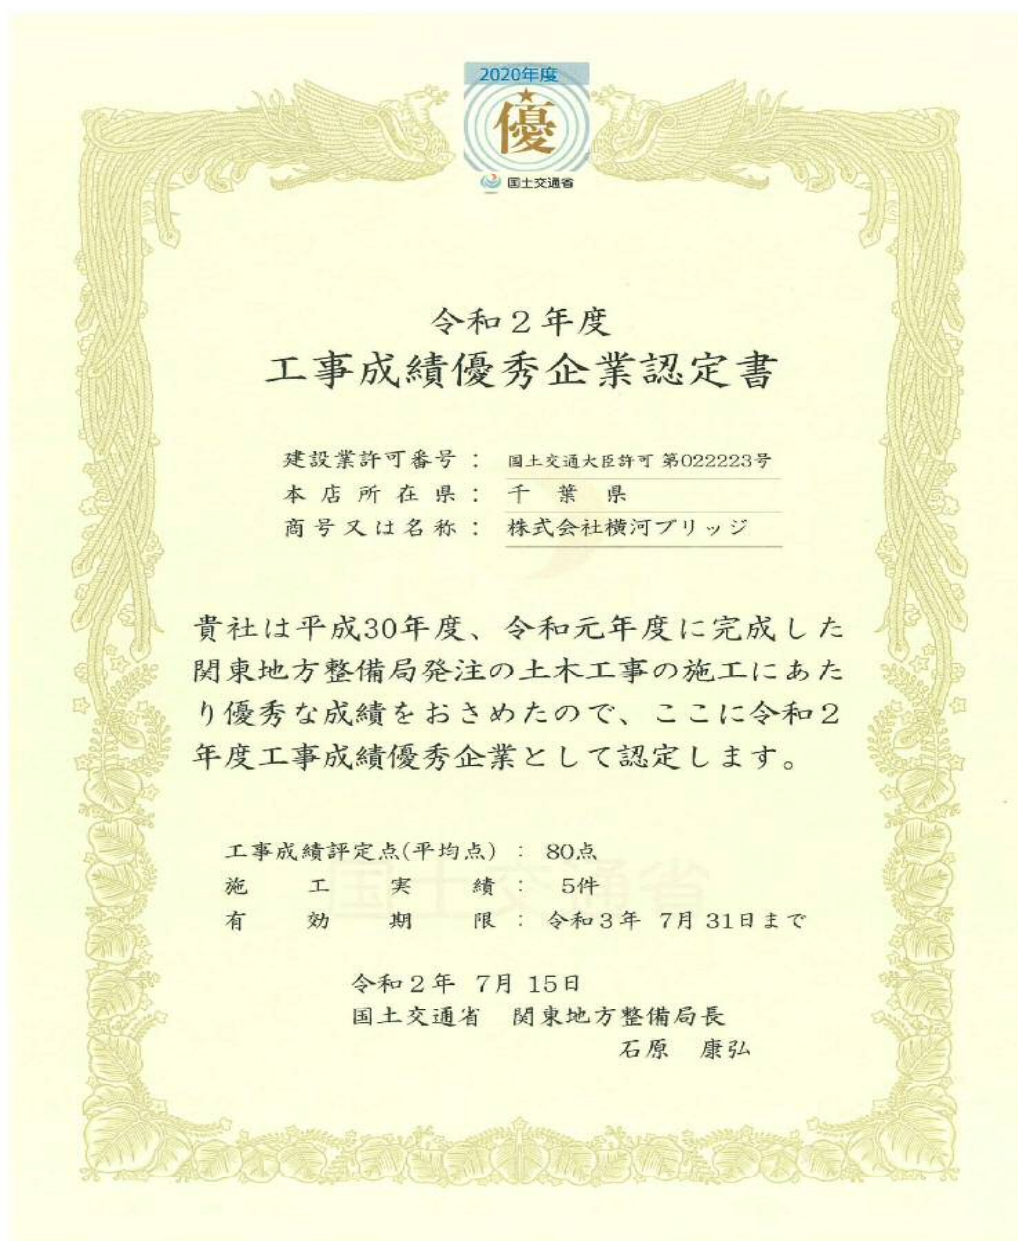 2020年度
優
国土交通省
令和2年度
工事成績優秀企業認定書
建設業許可番号： 国土交通大臣許可 第022223号
本店所在県： 千葉県
商号又は名称： 株式会社横河ブリッジ
貴社は平成30年度、令和元年度に完成した
関東地方整備局発注の土木工事の施工にあた
り優秀な成績をおさめたので、ここに令和2
年度工事成績優秀企業として認定します。
国土交通省
工事成績評定点(平均点)： 80点
施工実績： 5件
有効期限： 令和3年 7月31日まで
令和2年 7月15日
国土交通省 関東地方整備局長
石原 康弘